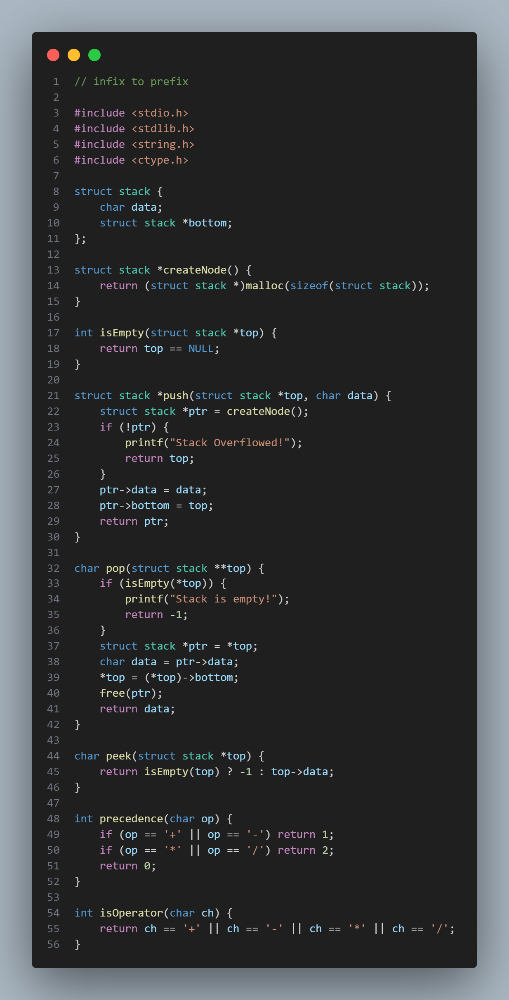 1 // infix to prefix
2
3 #include <stdio.h>
4 #include <stdlib.h>
5 #include <string.h>
6 #include <ctype.h>
7
8 struct stack {
9     char data;
10     struct stack *bottom;
11 };
12
13 struct stack *createNode() {
14     return (struct stack *)malloc(sizeof(struct stack));
15 }
16
17 int isEmpty(struct stack *top) {
18     return top == NULL;
19 }
20
21 struct stack *push(struct stack *top, char data) {
22     struct stack *ptr = createNode();
23     if (!ptr) {
24         printf("Stack Overflowed!");
25         return top;
26     }
27     ptr->data = data;
28     ptr->bottom = top;
29     return ptr;
30 }
31
32 char pop(struct stack **top) {
33     if (isEmpty(*top)) {
34         printf("Stack is empty!");
35         return -1;
36     }
37     struct stack *ptr = *top;
38     char data = ptr->data;
39     *top = (*top)->bottom;
40     free(ptr);
41     return data;
42 }
43
44 char peek(struct stack *top) {
45     return isEmpty(top) ? -1 : top->data;
46 }
47
48 int precedence(char op) {
49     if (op == '+' || op == '-') return 1;
50     if (op == '*' || op == '/') return 2;
51     return 0;
52 }
53
54 int isOperator(char ch) {
55     return ch == '+' || ch == '-' || ch == '*' || ch == '/';
56 }